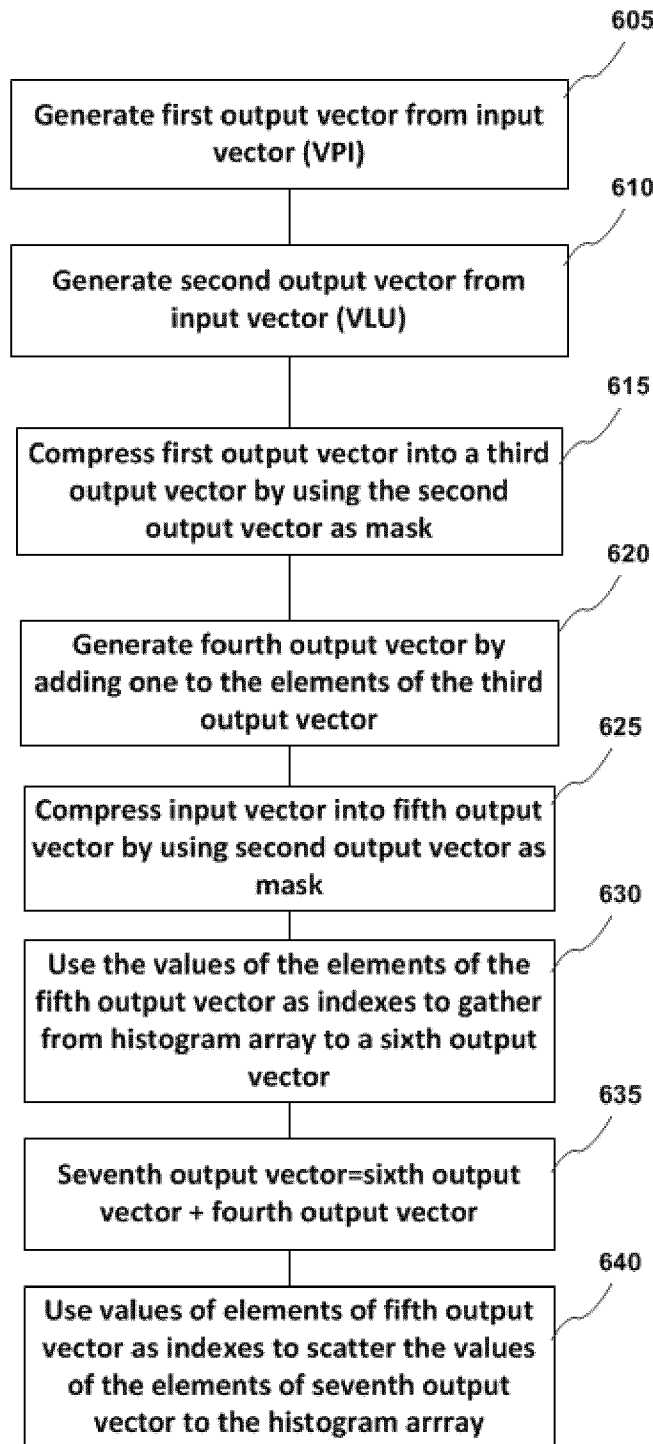 605
Generate first output vector from input
vector (VPI)
610
Generate second output vector from
input vector (VLU)
615
Compress first output vector into a third
output vector by using the second
output vector as mask
620
Generate fourth output vector by
adding one to the elements of the third
output vector
625
Compress input vector into fifth output
vector by using second output vector as
mask
630
Use the values of the elements of the
fifth output vector as indexes to gather
from histogram array to a sixth output
vector
635
Seventh output vector=sixth output
vector + fourth output vector
640
Use values of elements of fifth output
vector as indexes to scatter the values
of the elements of seventh output
vector to the histogram arrray